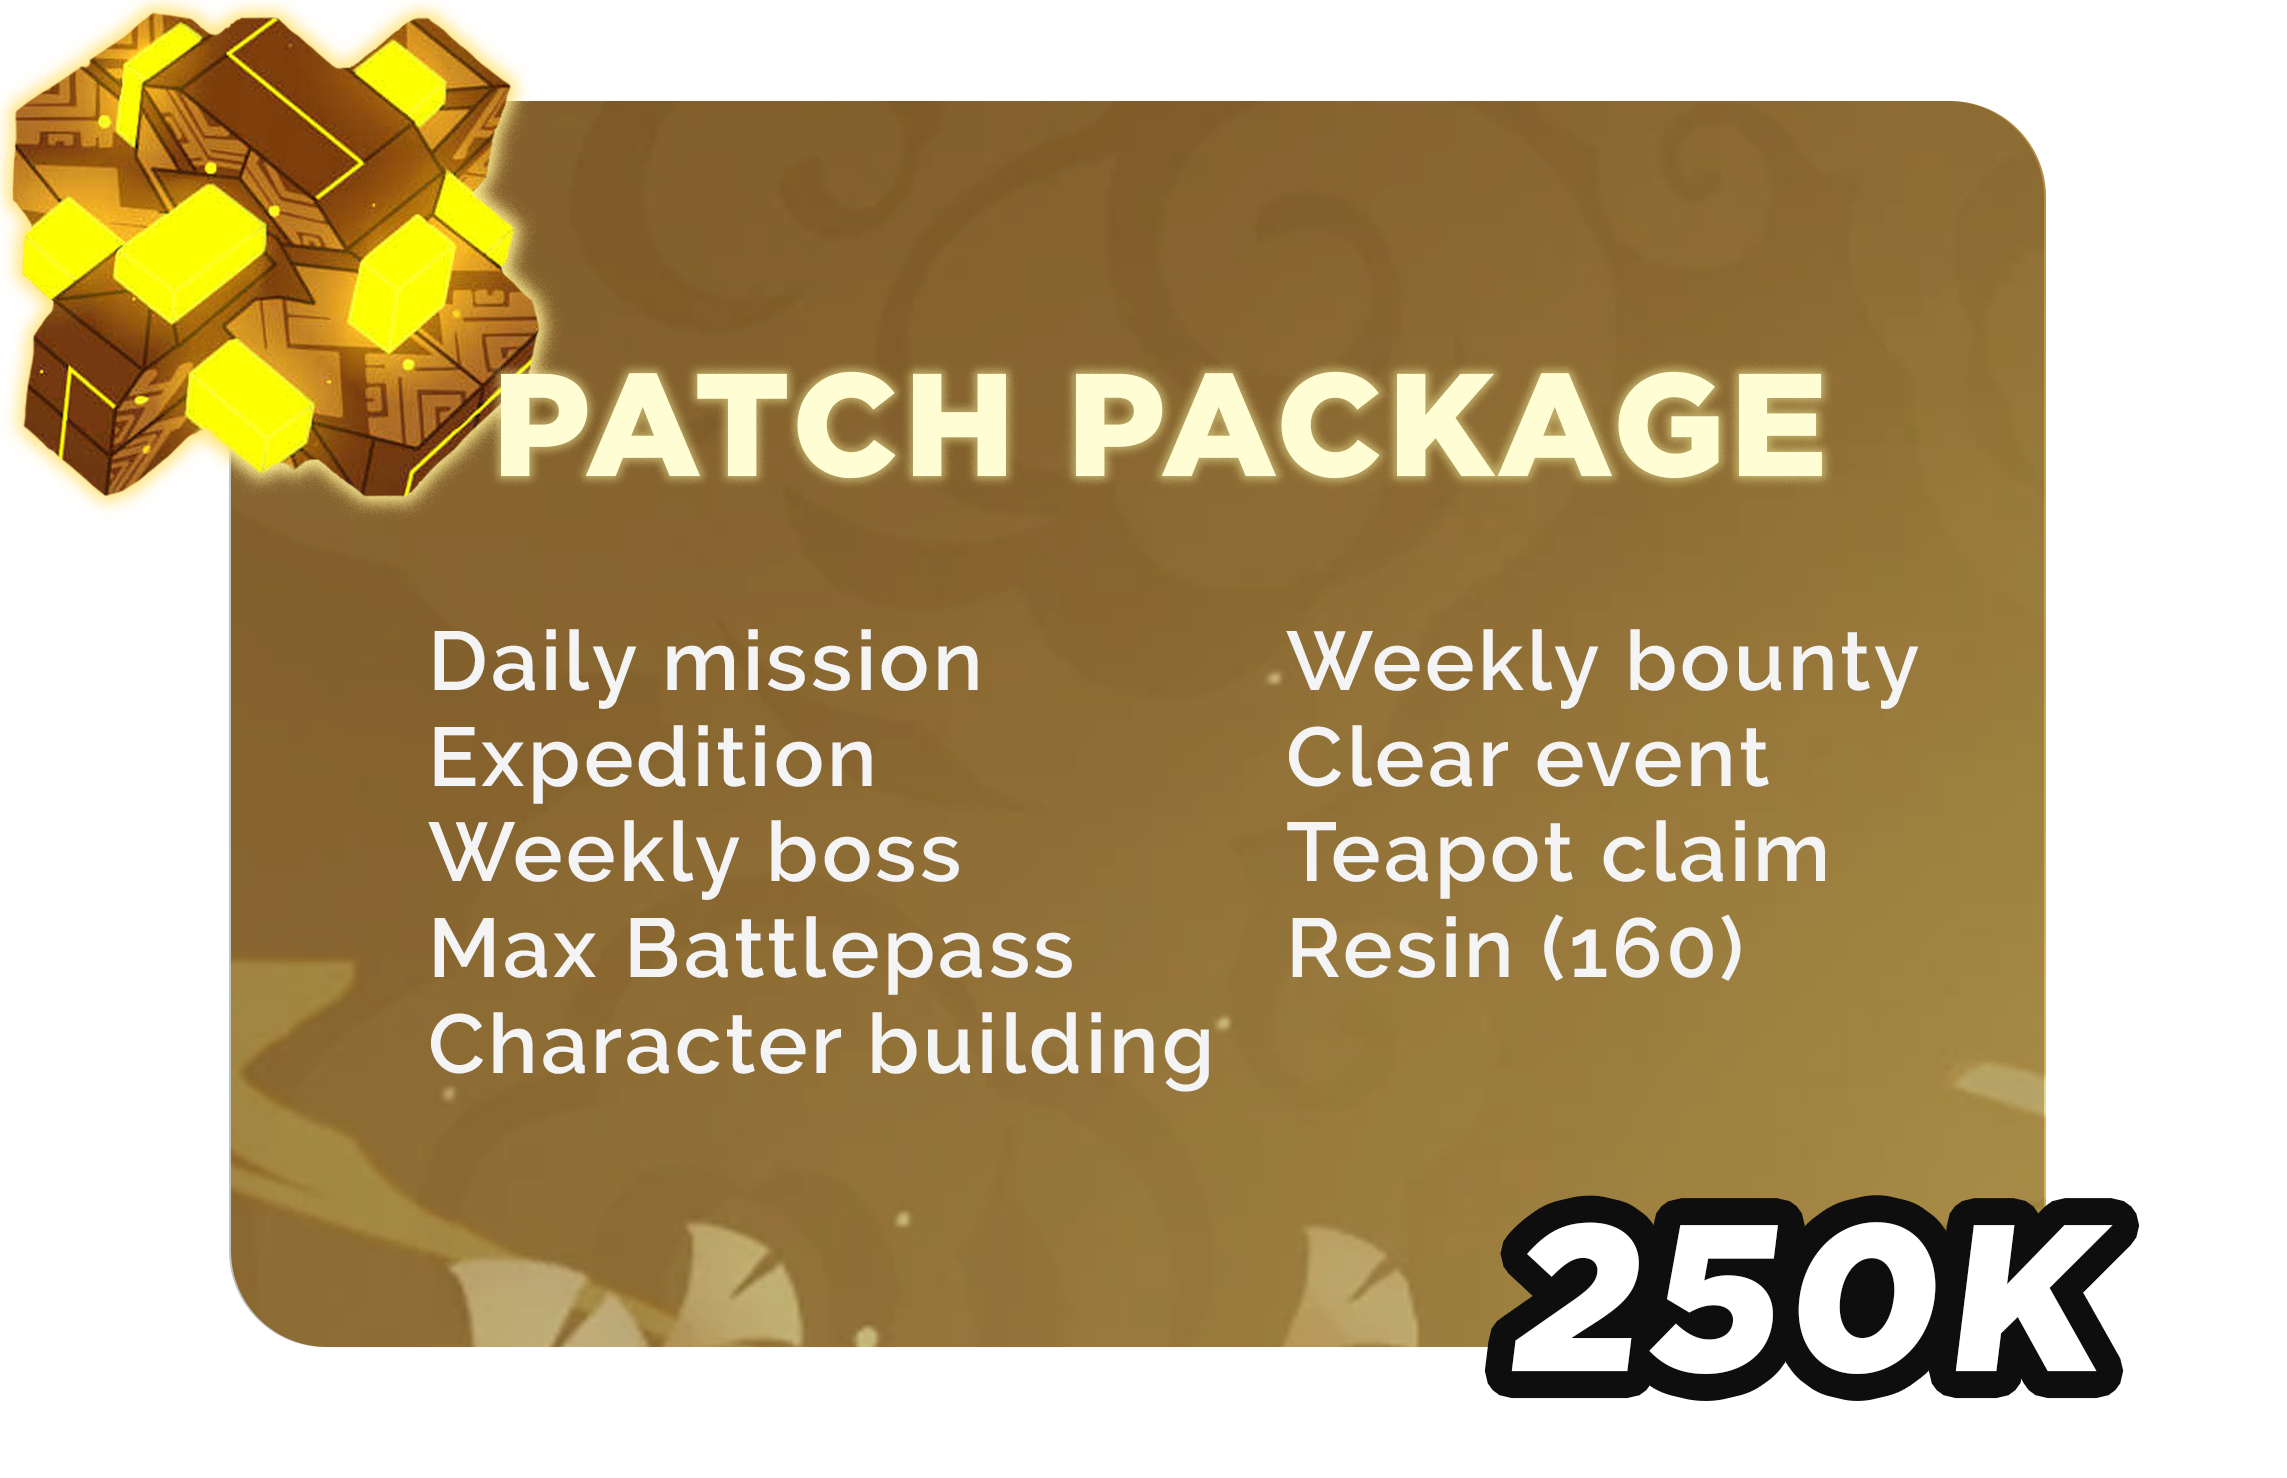 PATCH PACKAGE
Daily mission
Expedition
Weekly boss
Max Battlepass
Character building
Weekly bounty
Clear event
Teapot claim
Resin (160)
250K